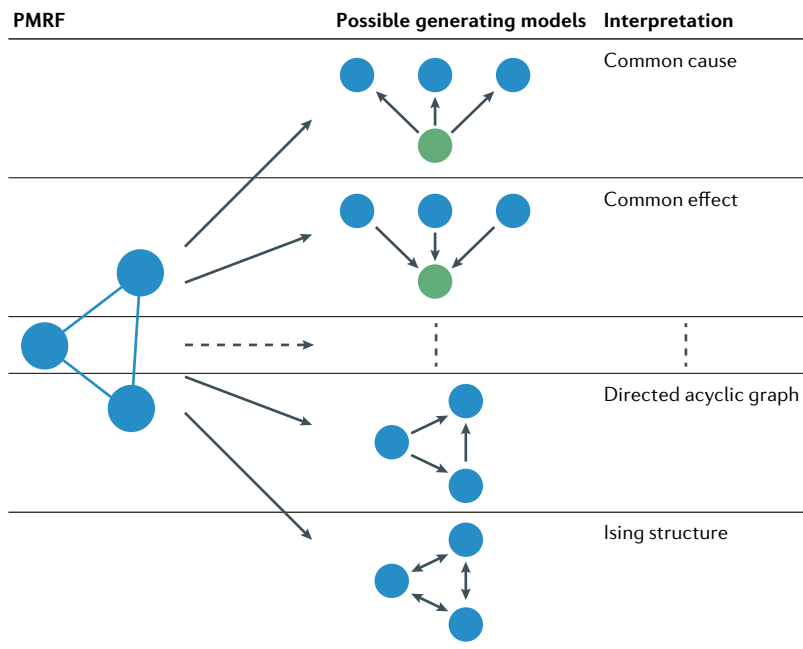 PMRF
Possible generating models
Interpretation
Common cause
Common effect
Directed acyclic graph
Ising structure